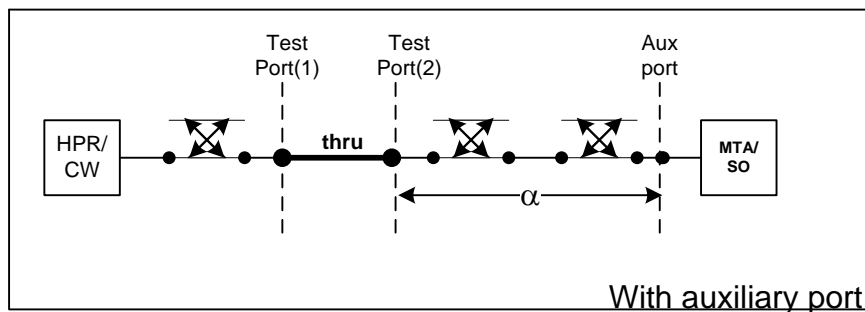 Test
Port(1)
Test
Port(2)
Aux
port
HPR/
CW
thru
MTA/
SO
α
With auxiliary port